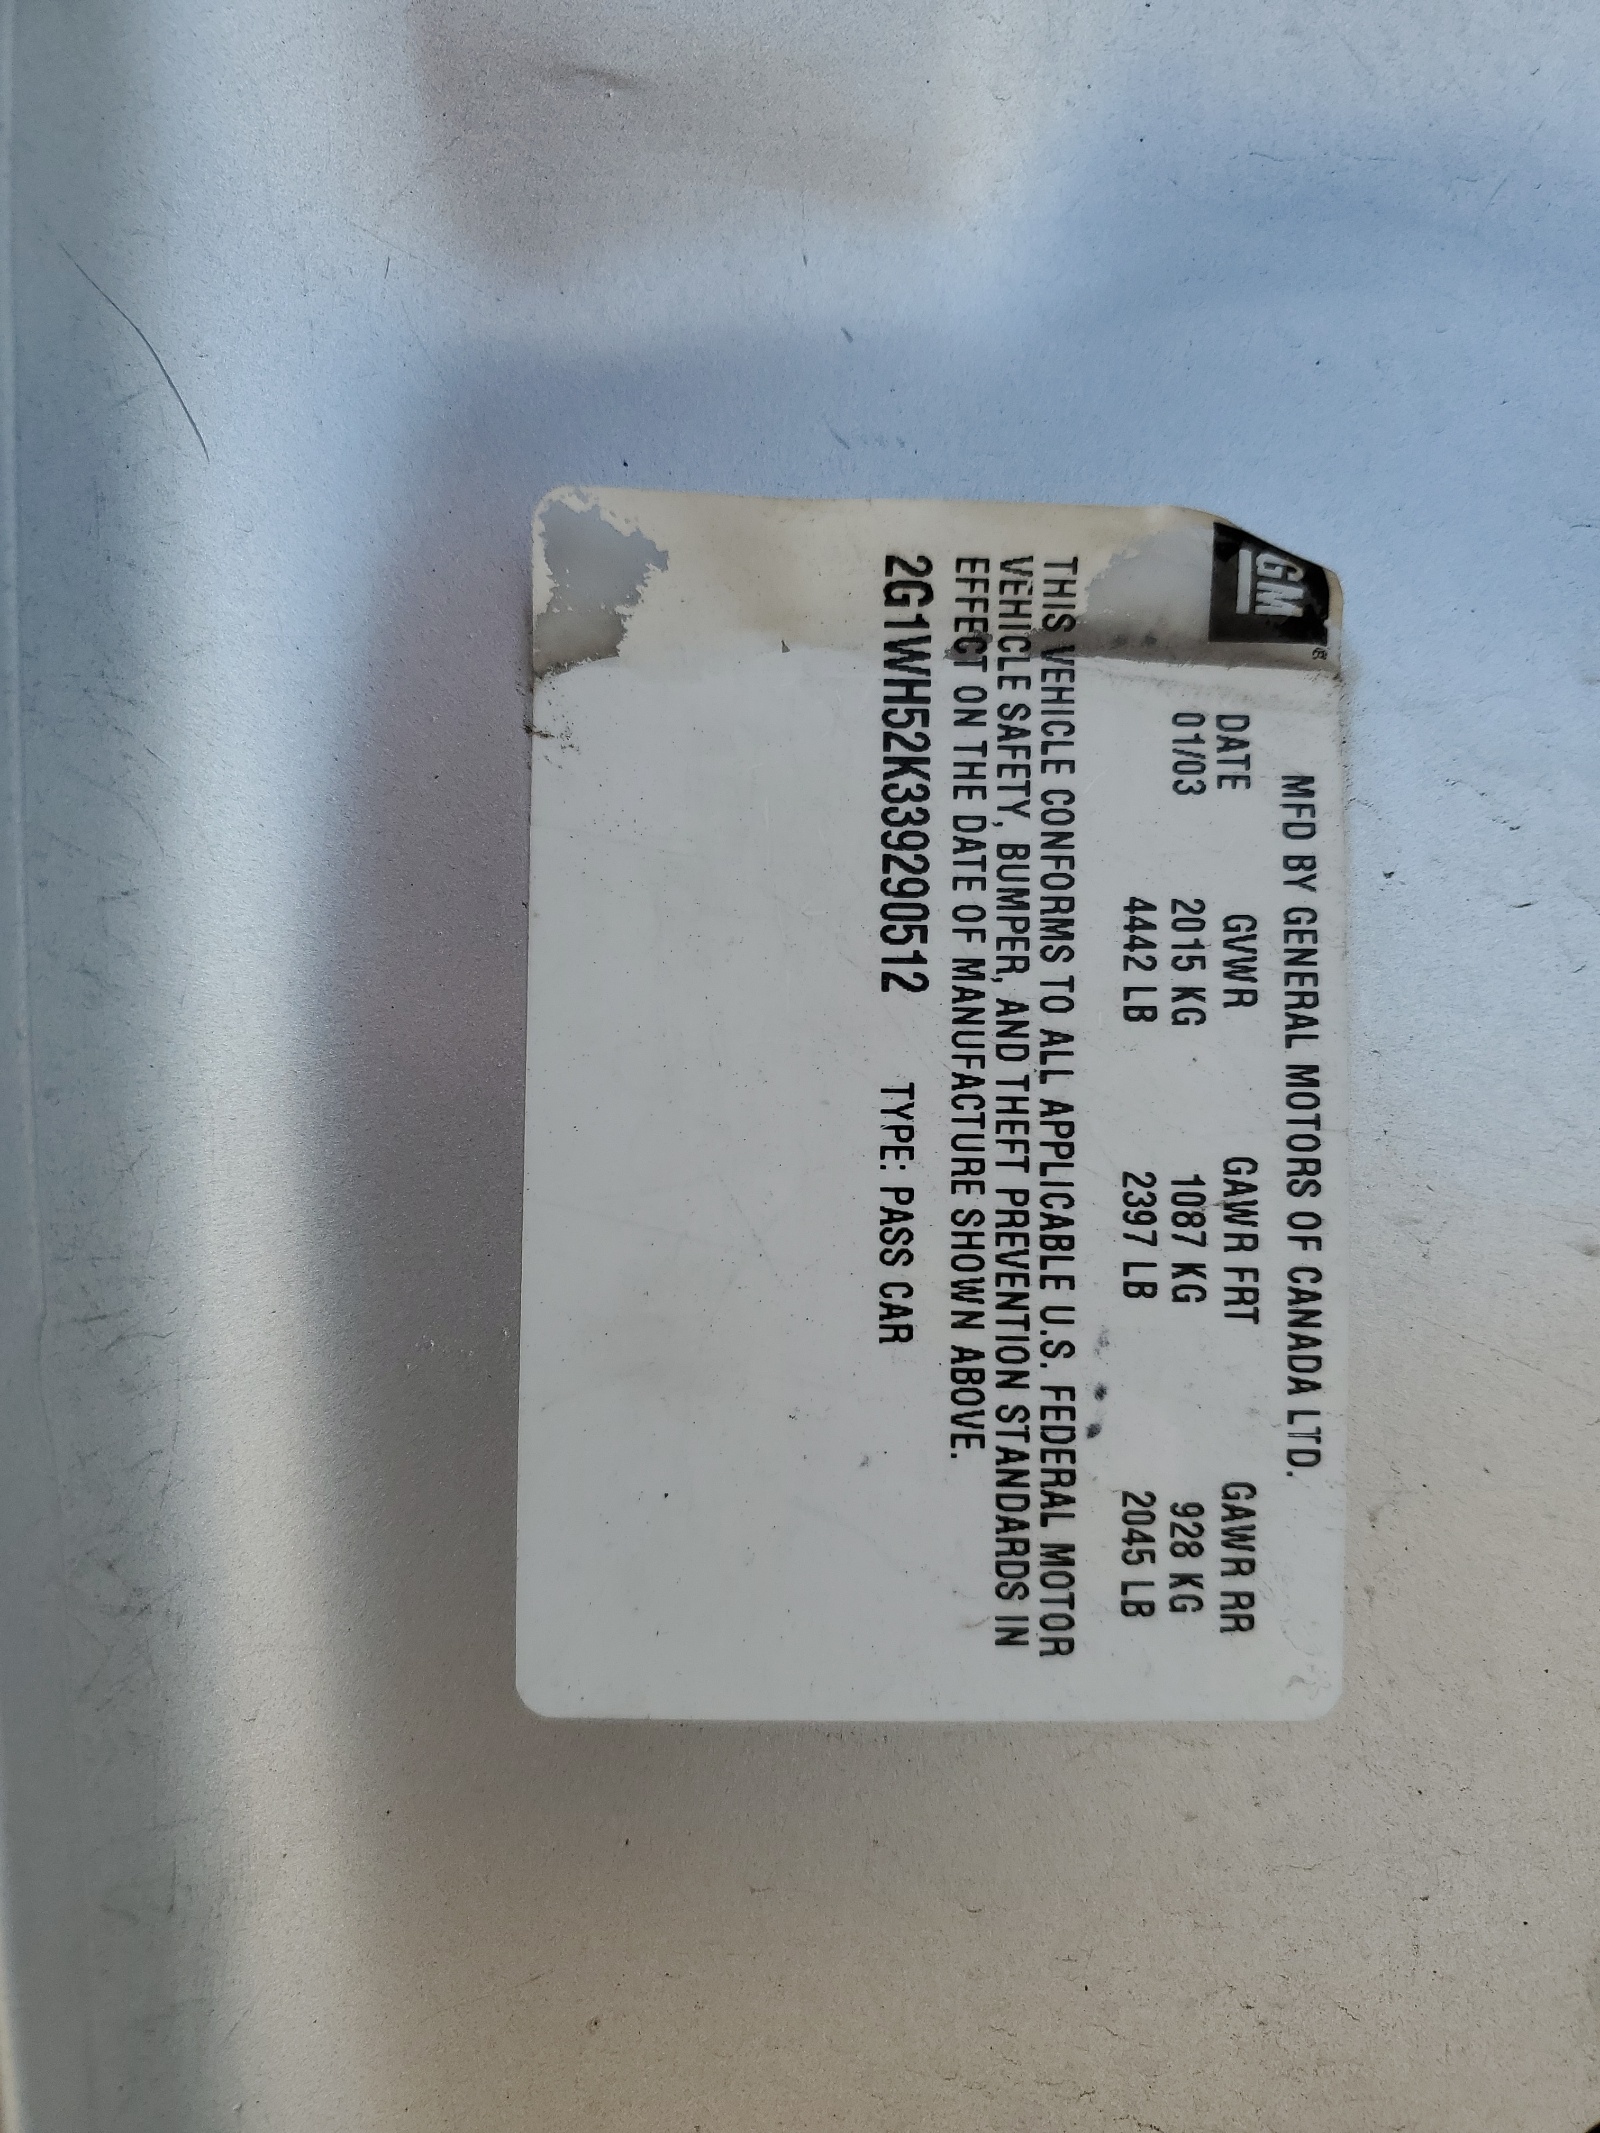 GM ®
MFD BY GENERAL MOTORS OF CANADA LTD.
DATE GVWR GAWR FRT GAWR RR
01/03 2015 KG 1087 KG 928 KG
4442 LB 2397 LB 2045 LB
THIS VEHICLE CONFORMS TO ALL APPLICABLE U.S. FEDERAL MOTOR
VEHICLE SAFETY, BUMPER, AND THEFT PREVENTION STANDARDS IN
EFFECT ON THE DATE OF MANUFACTURE SHOWN ABOVE.
2G1WH52K339290512 TYPE: PASS CAR